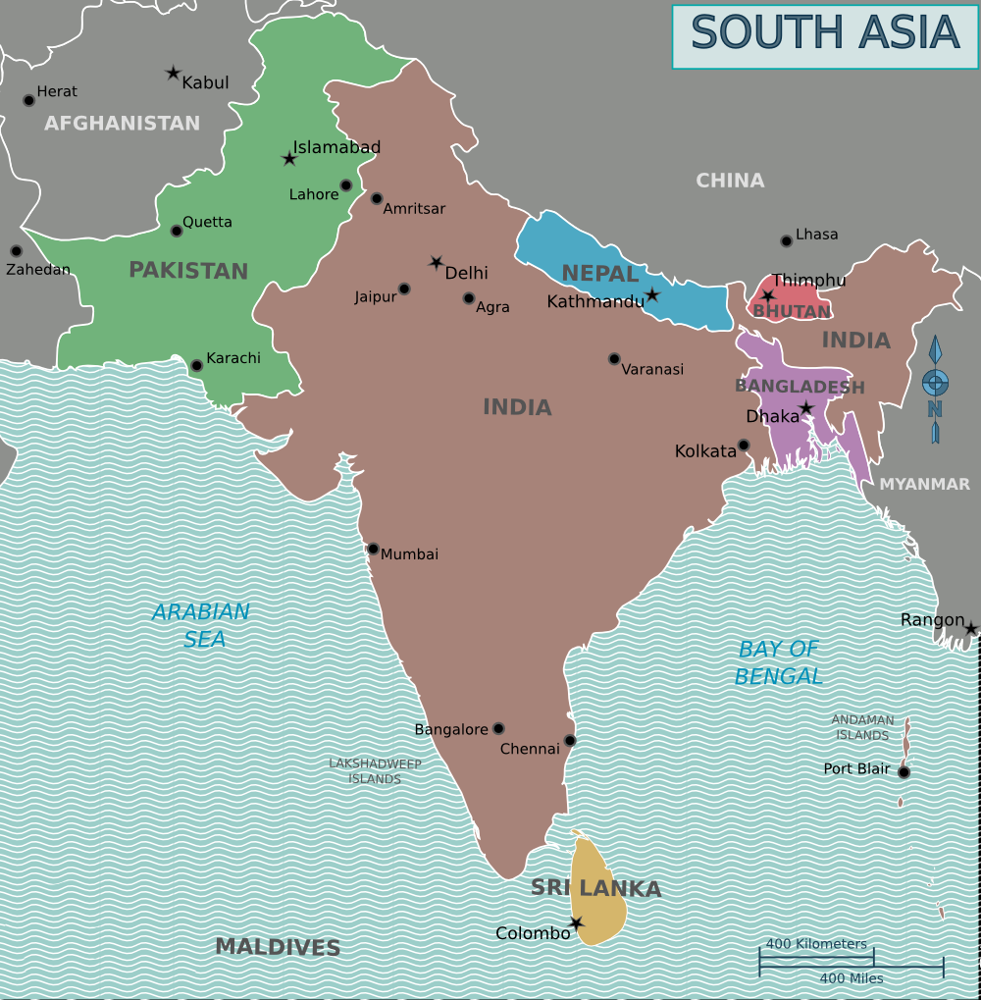 SOUTH ASIA
Kabul
Herat
AFGHANISTAN
Islamabad
CHINA
Lahore
Amritsar
Quetta
Lhasa
Zahedan
PAKISTAN
Delhi
NEPAL
Thimphu
Jaipur
Agra
Kathmandu
BHUTAN
INDIA
Karachi
Varanasi
BANGLADESH
INDIA
N
Dhaka
Kolkata
MYANMAR
Mumbai
ARABIAN
SEA
Rangon
BAY OF
BENGAL
ANDAMAN
ISLANDS
Bangalore
Chennai
LAKSHADWEEP
ISLANDS
Port Blair
SRI LANKA
Colombo
MALDIVES
400 Kilometers
400 Miles